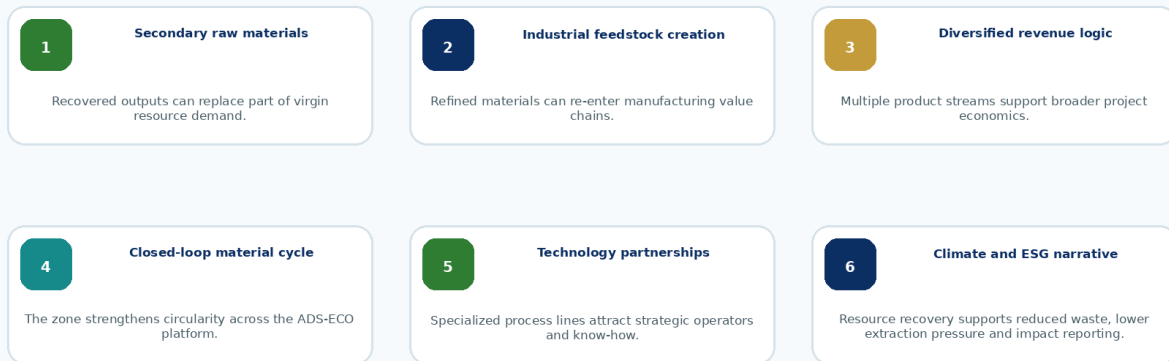 1
Secondary raw materials
Recovered outputs can replace part of virgin
resource demand.
2
Industrial feedstock creation
Refined materials can re-enter manufacturing value
chains.
3
Diversified revenue logic
Multiple product streams support broader project
economics.
4
Closed-loop material cycle
The zone strengthens circularity across the ADS-ECO
platform.
5
Technology partnerships
Specialized process lines attract strategic operators
and know-how.
6
Climate and ESG narrative
Resource recovery supports reduced waste, lower
extraction pressure and impact reporting.